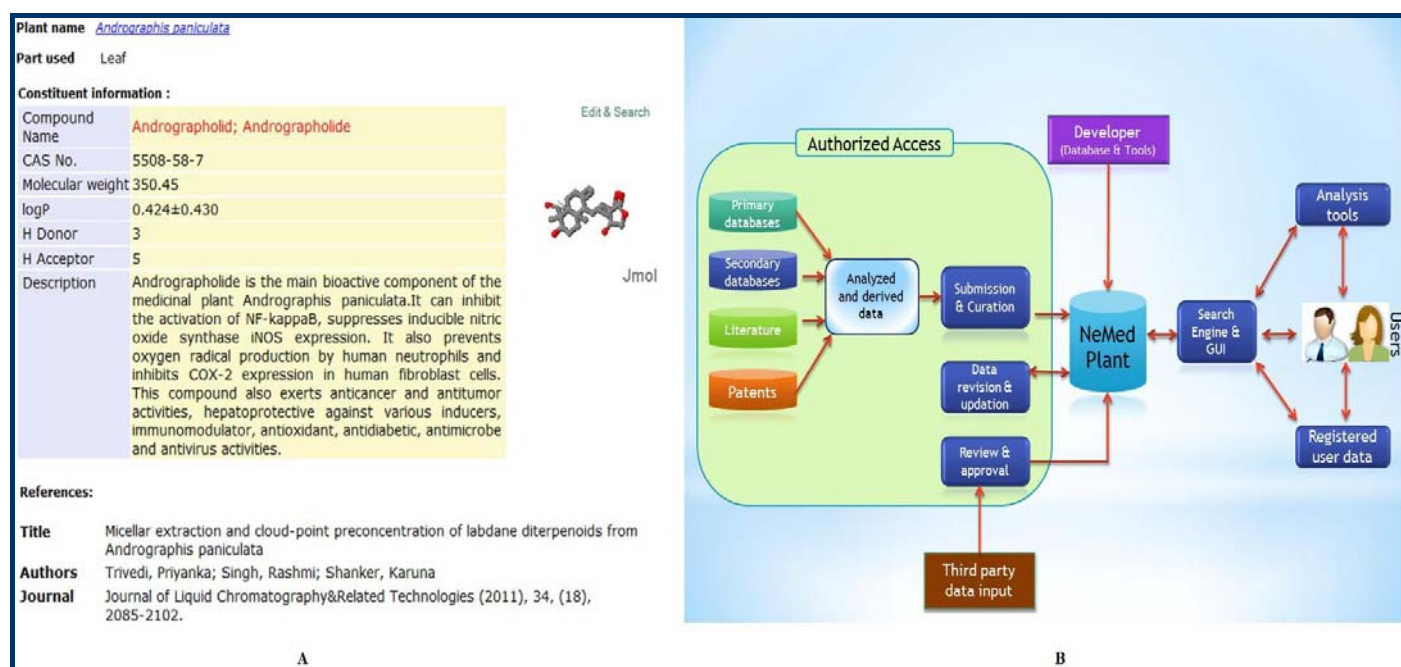 Plant name Andrographis paniculata
Part used Leaf
Constituent information :
Compound
Name
Andrographolid; Andrographolide
CAS No. 5508-58-7
Molecular weight 350.45
logP 0.424±0.430
H Donor 3
H Acceptor 5
Description Andrographolide is the main bioactive component of the
medicinal plant Andrographis paniculata.It can inhibit
the activation of NF-kappaB, suppresses inducible nitric
oxide synthase iNOS expression. It also prevents
oxygen radical production by human neutrophils and
inhibits COX-2 expression in human fibroblast cells.
This compound also exerts anticancer and antitumor
activities, hepatoprotective against various inducers,
immunomodulator, antioxidant, antidiabetic, antimicrobe
and antivirus activities.
Edit & Search
Jmol
References:
Title Micellar extraction and cloud-point preconcentration of labdane diterpenoids from
Andrographis paniculata
Authors Trivedi, Priyanka; Singh, Rashmi; Shanker, Karuna
Journal Journal of Liquid Chromatography&Related Technologies (2011), 34, (18),
2085-2102.
A
Authorized Access
Developer
(Database & Tools)
Primary
databases
Secondary
databases
Literature
Patents
Analyzed
and derived
data
Submission
& Curation
Data
revision &
updation
Review &
approval
Third party
data input
NeMed
Plant
Search
Engine &
GUI
Analysis
tools
Users
Registered
user data
B